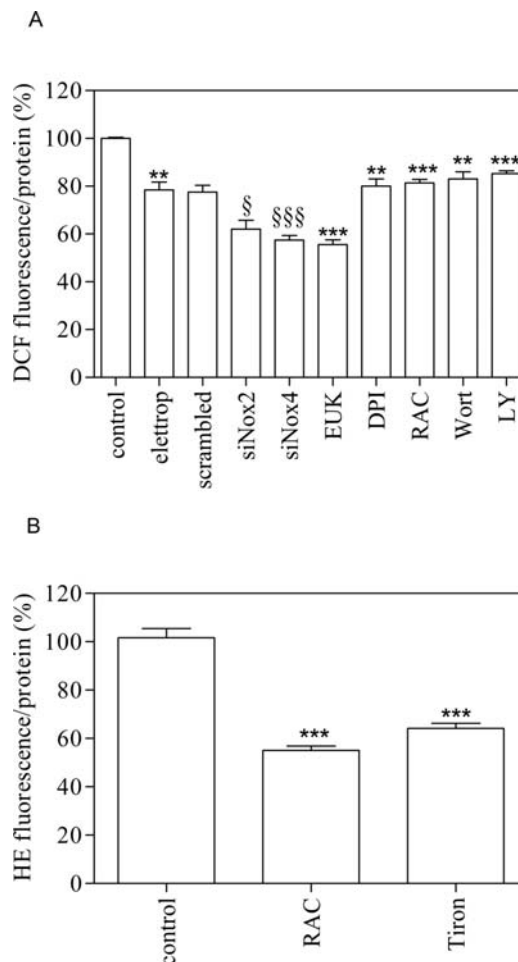 A
DCF fluorescence/protein (%)
120
100
80
60
40
20
0
**
§
§§§
***
**
***
**
***
control
elettrop
scrambled
siNox2
siNox4
EUK
DPI
RAC
Wort
LY
B
HE fluorescence/protein (%)
120
100
80
60
40
20
0
***
***
control
RAC
Tiron